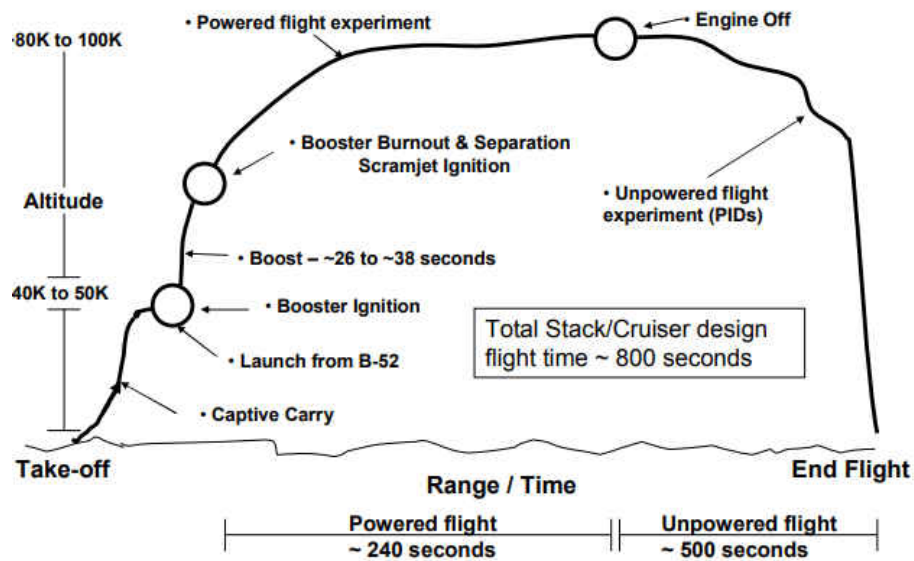 • Powered flight experiment
• Engine Off
80K to 100K
• Booster Burnout & Separation
Scramjet Ignition
• Unpowered flight
experiment (PIDs)
Altitude
• Boost – ~26 to ~38 seconds
40K to 50K
• Booster Ignition
Total Stack/Cruiser design
flight time ~ 800 seconds
• Launch from B-52
• Captive Carry
Take-off
End Flight
Range / Time
Powered flight
~ 240 seconds
Unpowered flight
~ 500 seconds